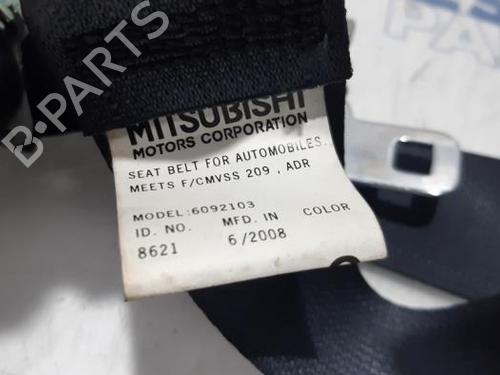 MITSUBISHI
MOTORS CORPORATION
SEAT BELT FOR AUTOMOBILES.
MEETS F/CMVSS 209 , ADR
MODEL:6092103
ID. NO. MFD. IN COLOR
8621 6/2008
B-PARTS
PARTS